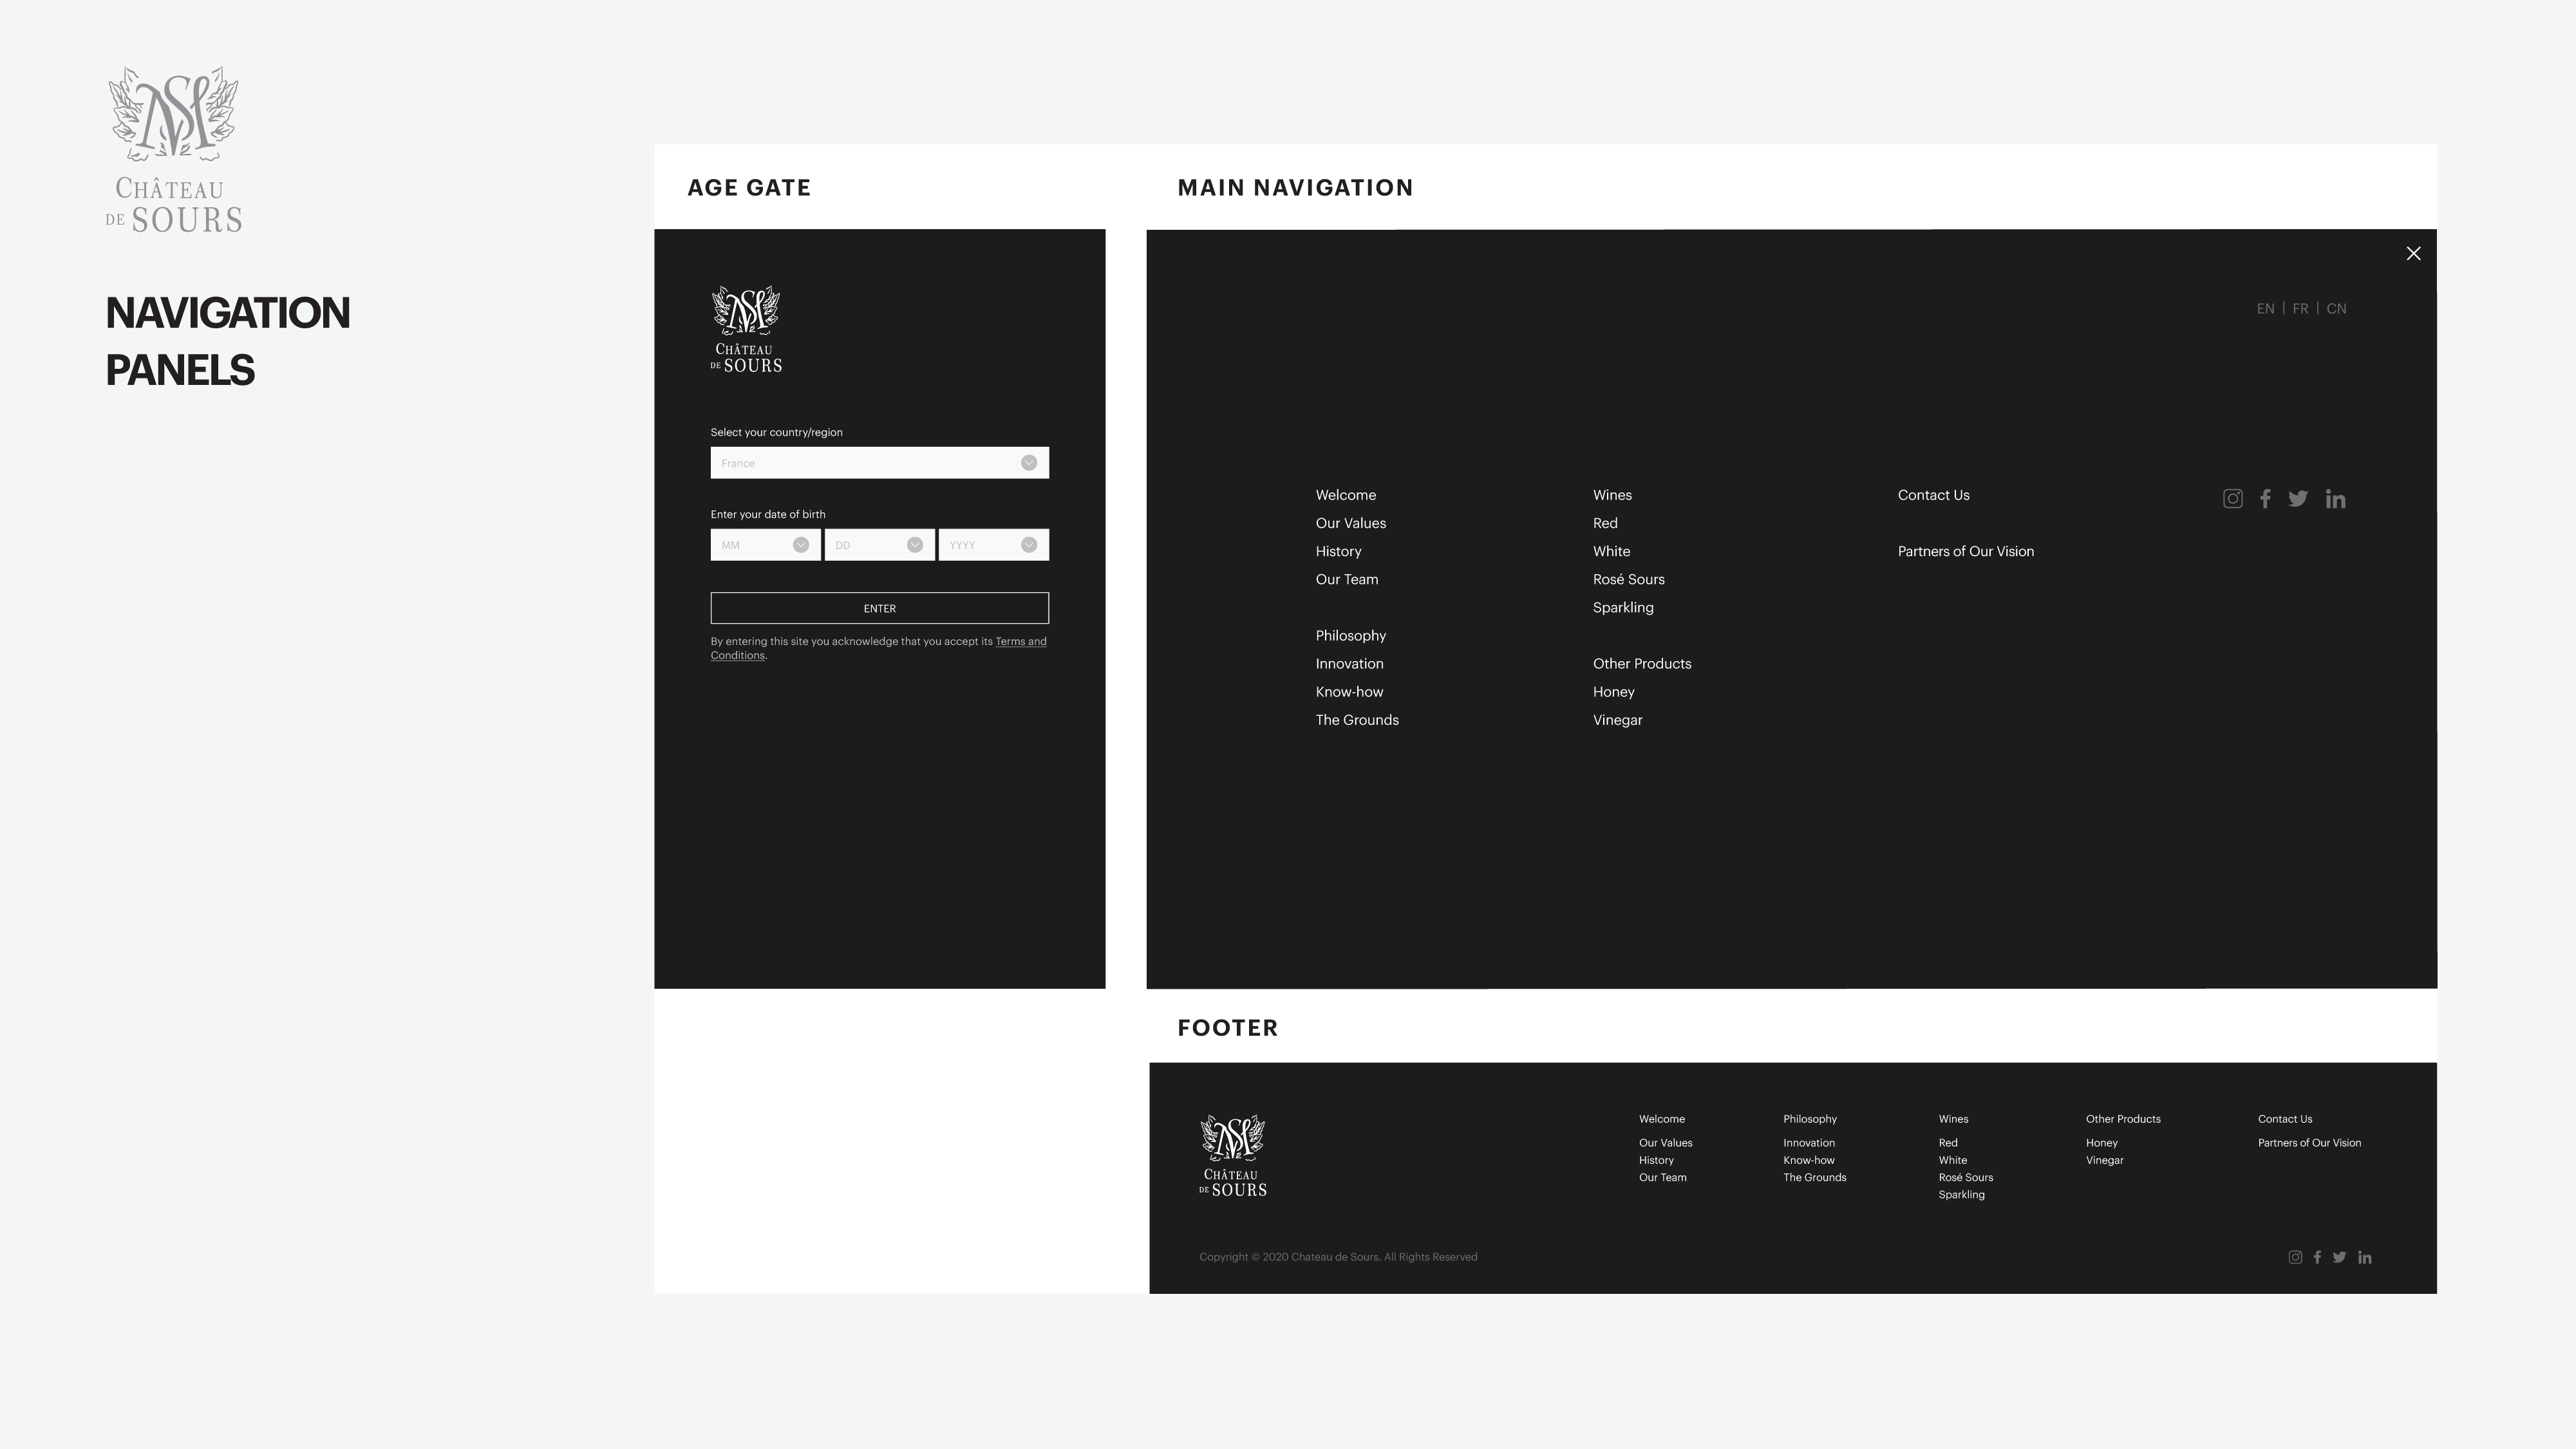 CHÂTEAU
DE SOURS
NAVIGATION
PANELS
AGE GATE
CHÂTEAU
DE SOURS
Select your country/region
France
Enter your date of birth
MM DD YYYY
ENTER
By entering this site you acknowledge that you accept its Terms and
Conditions.
MAIN NAVIGATION
EN | FR | CN
Welcome
Our Values
History
Our Team
Philosophy
Innovation
Know-how
The Grounds
Wines
Red
White
Rosé Sours
Sparkling
Other Products
Honey
Vinegar
Contact Us
Partners of Our Vision
FOOTER
CHÂTEAU
DE SOURS
Welcome
Our Values
History
Our Team
Philosophy
Innovation
Know-how
The Grounds
Wines
Red
White
Rosé Sours
Sparkling
Other Products
Honey
Vinegar
Contact Us
Partners of Our Vision
Copyright © 2020 Chateau de Sours. All Rights Reserved